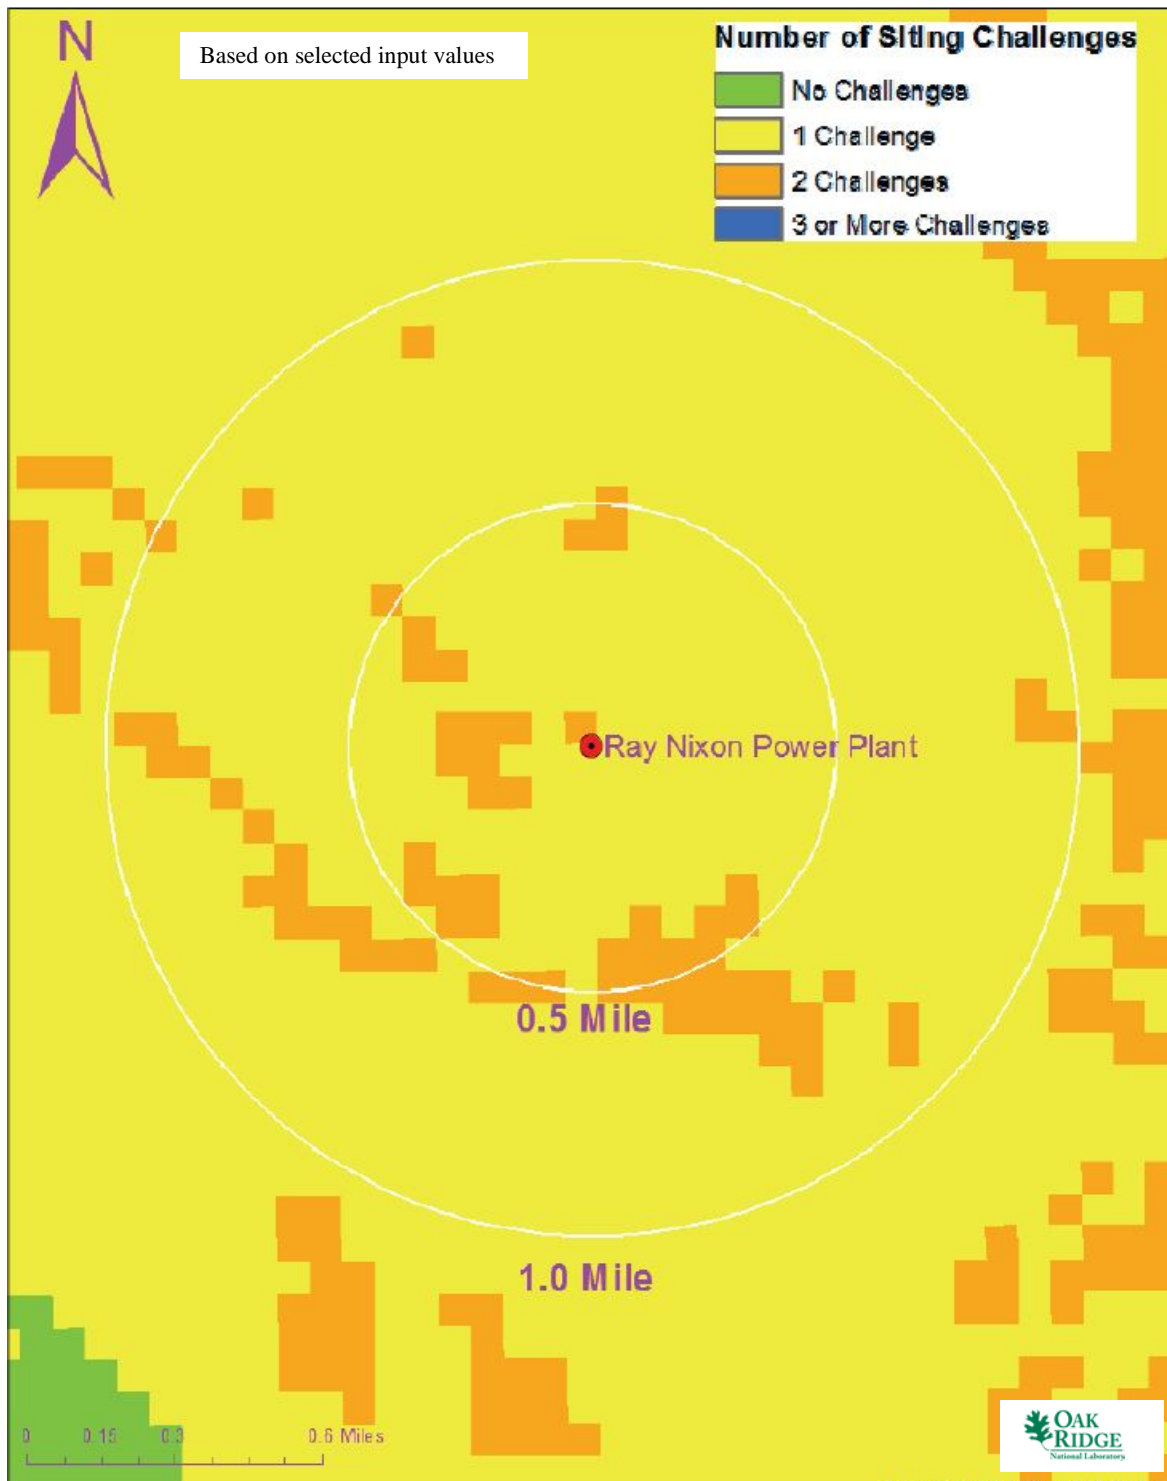 N
Based on selected input values
Number of Siting Challenges
No Challenges
1 Challenge
2 Challenges
3 or More Challenges
Ray Nixon Power Plant
0.5 Mile
1.0 Mile
0 0.15 0.3 0.6 Miles
OAK
RIDGE
National Laboratory